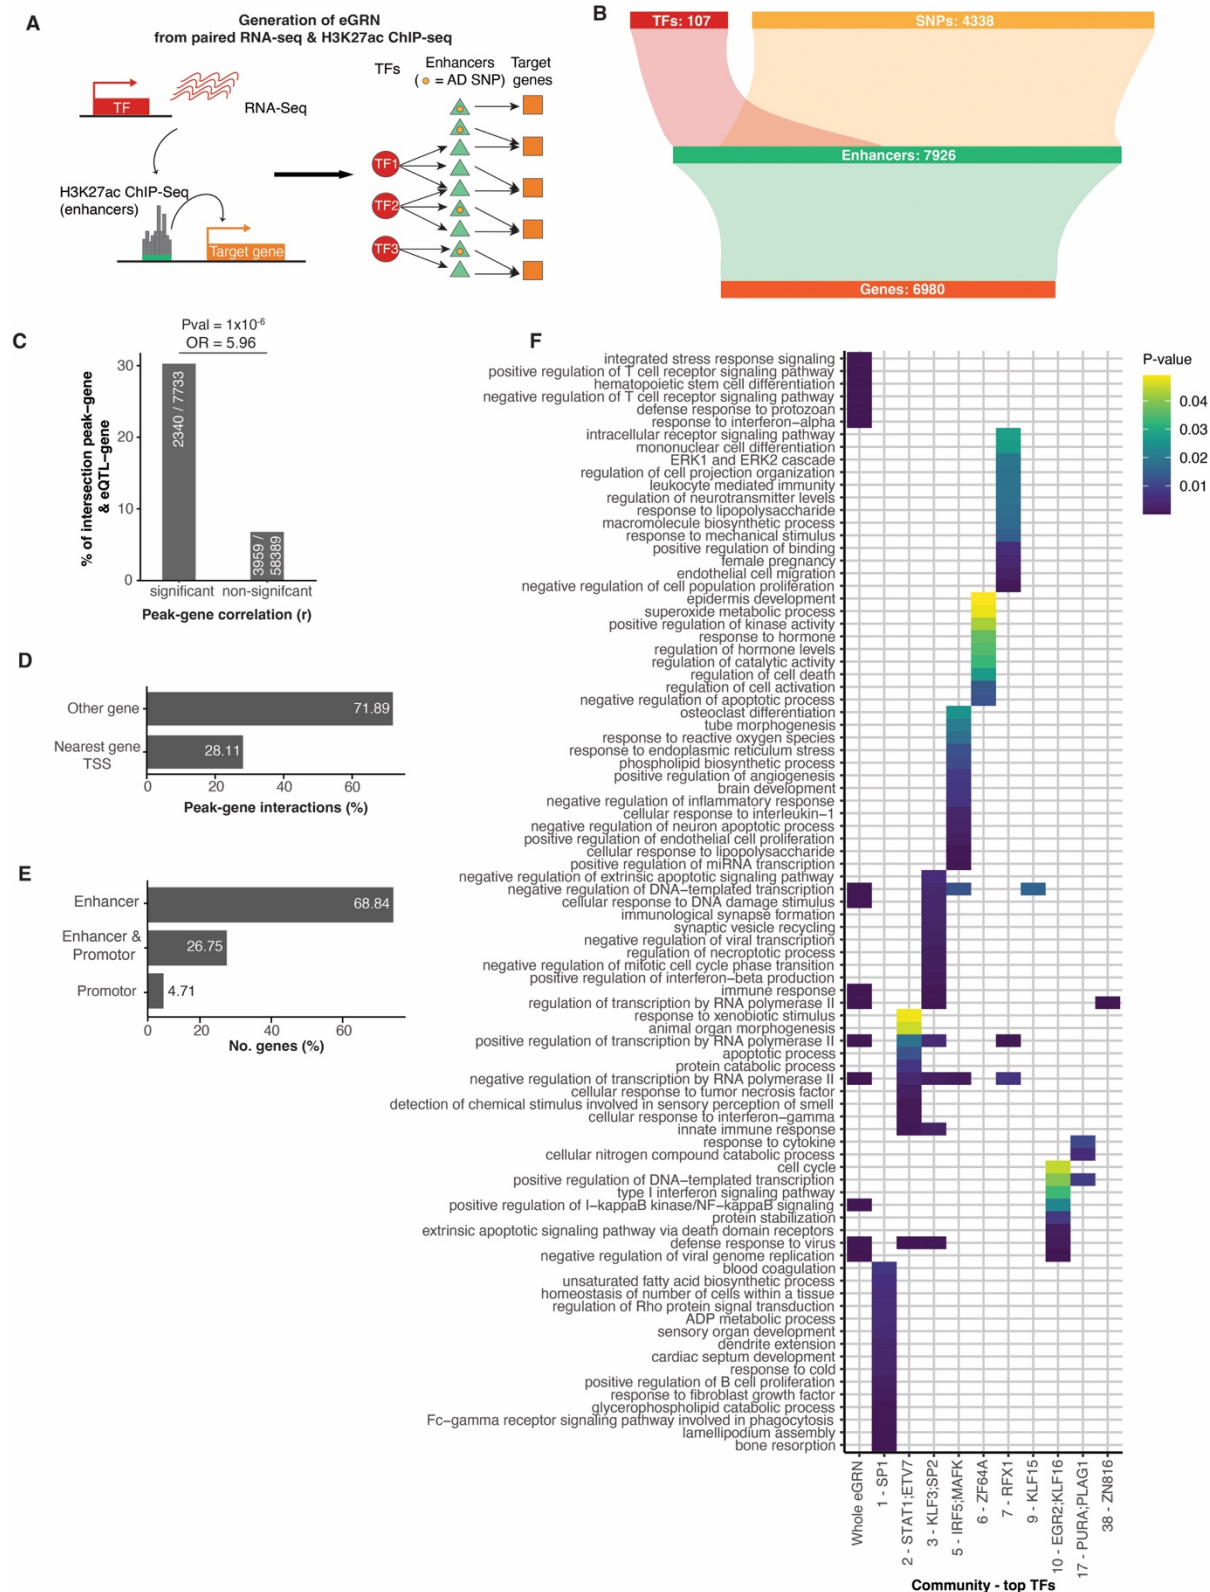 A
Generation of eGRN
from paired RNA-seq & H3K27ac ChIP-seq
TF
RNA-Seq
H3K27ac ChIP-Seq
(enhancers)
Target gene
TFs
Enhancers
( = AD SNP)
Target
genes
TF1
TF2
TF3
B
TFs: 107
SNPs: 4338
Enhancers: 7926
Genes: 6980
C
Pval = 1x10⁻⁶
OR = 5.96
30
20
10
0
2340 / 7733
3959 /
58389
significant
non-signifcant
% of intersection peak–gene
& eQTL–gene
Peak-gene correlation (r)
D
Other gene
71.89
Nearest gene
TSS
28.11
0
20
40
60
Peak-gene interactions (%)
E
Enhancer
68.84
Enhancer &
Promotor
26.75
Promotor
4.71
0
20
40
60
No. genes (%)
F
integrated stress response signaling
positive regulation of T cell receptor signaling pathway
hematopoietic stem cell differentiation
negative regulation of T cell receptor signaling pathway
defense response to protozoan
response to interferon−alpha
intracellular receptor signaling pathway
mononuclear cell differentiation
ERK1 and ERK2 cascade
regulation of cell projection organization
leukocyte mediated immunity
regulation of neurotransmitter levels
response to lipopolysaccharide
macromolecule biosynthetic process
response to mechanical stimulus
positive regulation of binding
female pregnancy
endothelial cell migration
negative regulation of cell population proliferation
epidermis development
superoxide metabolic process
positive regulation of kinase activity
response to hormone
regulation of hormone levels
regulation of catalytic activity
regulation of cell death
regulation of cell activation
negative regulation of apoptotic process
osteoclast differentiation
tube morphogenesis
response to reactive oxygen species
response to endoplasmic reticulum stress
phospholipid biosynthetic process
positive regulation of angiogenesis
brain development
negative regulation of inflammatory response
cellular response to interleukin−1
negative regulation of neuron apoptotic process
positive regulation of endothelial cell proliferation
cellular response to lipopolysaccharide
positive regulation of miRNA transcription
negative regulation of extrinsic apoptotic signaling pathway
negative regulation of DNA−templated transcription
cellular response to DNA damage stimulus
immunological synapse formation
synaptic vesicle recycling
negative regulation of viral transcription
regulation of necroptotic process
negative regulation of mitotic cell cycle phase transition
positive regulation of interferon−beta production
immune response
regulation of transcription by RNA polymerase II
response to xenobiotic stimulus
animal organ morphogenesis
positive regulation of transcription by RNA polymerase II
apoptotic process
protein catabolic process
negative regulation of transcription by RNA polymerase II
cellular response to tumor necrosis factor
detection of chemical stimulus involved in sensory perception of smell
cellular response to interferon−gamma
innate immune response
response to cytokine
cellular nitrogen compound catabolic process
cell cycle
positive regulation of DNA−templated transcription
type I interferon signaling pathway
positive regulation of I−kappaB kinase/NF−kappaB signaling
protein stabilization
extrinsic apoptotic signaling pathway via death domain receptors
defense response to virus
negative regulation of viral genome replication
blood coagulation
unsaturated fatty acid biosynthetic process
homeostasis of number of cells within a tissue
regulation of Rho protein signal transduction
ADP metabolic process
sensory organ development
dendrite extension
cardiac septum development
response to cold
positive regulation of B cell proliferation
response to fibroblast growth factor
glycerophospholipid catabolic process
Fc−gamma receptor signaling pathway involved in phagocytosis
lamellipodium assembly
bone resorption
Whole eGRN
1 - SP1
2 - STAT1;ETV7
3 - KLF3;SP2
5 - IRF5;MAFK
6 - ZF64A
7 - RFX1
9 - KLF15
10 - EGR2;KLF16
17 - PURA;PLAG1
38 - ZN816
Community - top TFs
P-value
0.04
0.03
0.02
0.01